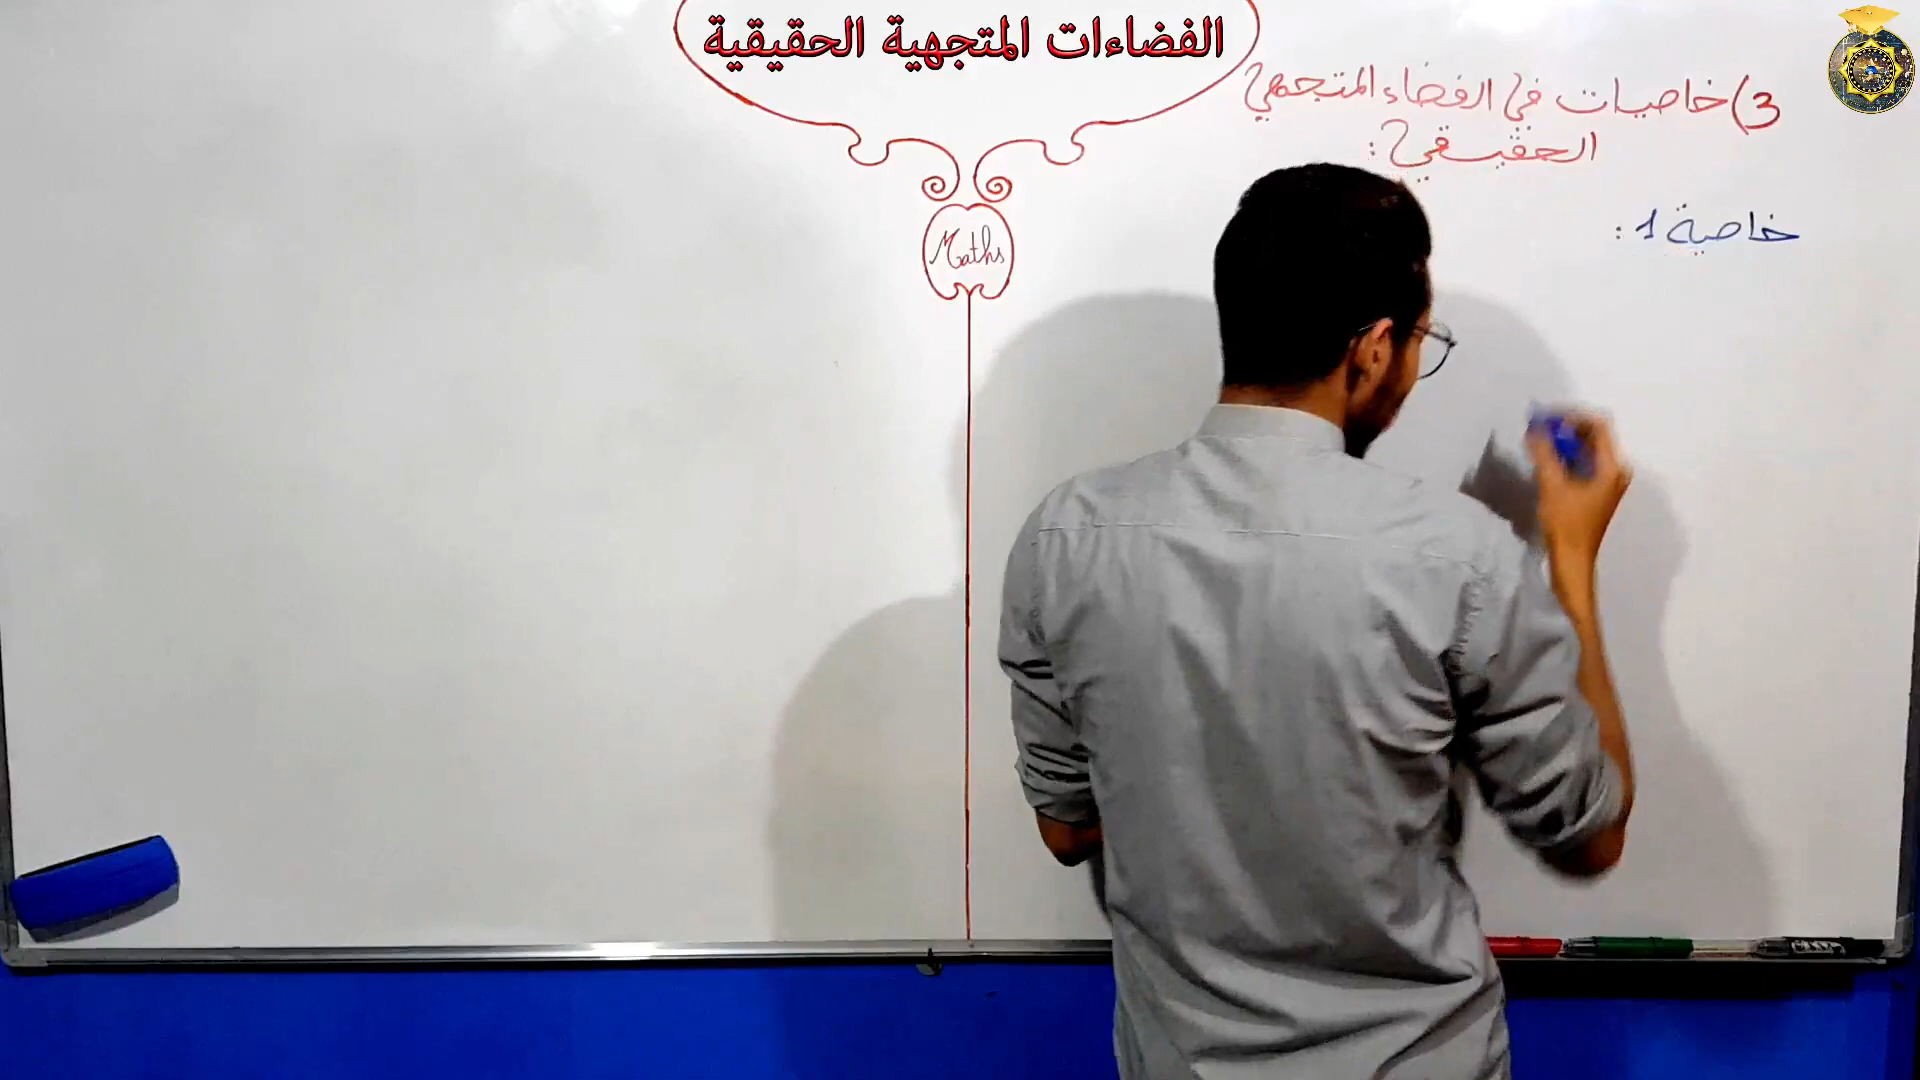 الفضاءات المتجهية الحقيقية
3) خاصيات في الفضاء المتجهي
الحقيقي :
خاصية 1 :
Maths